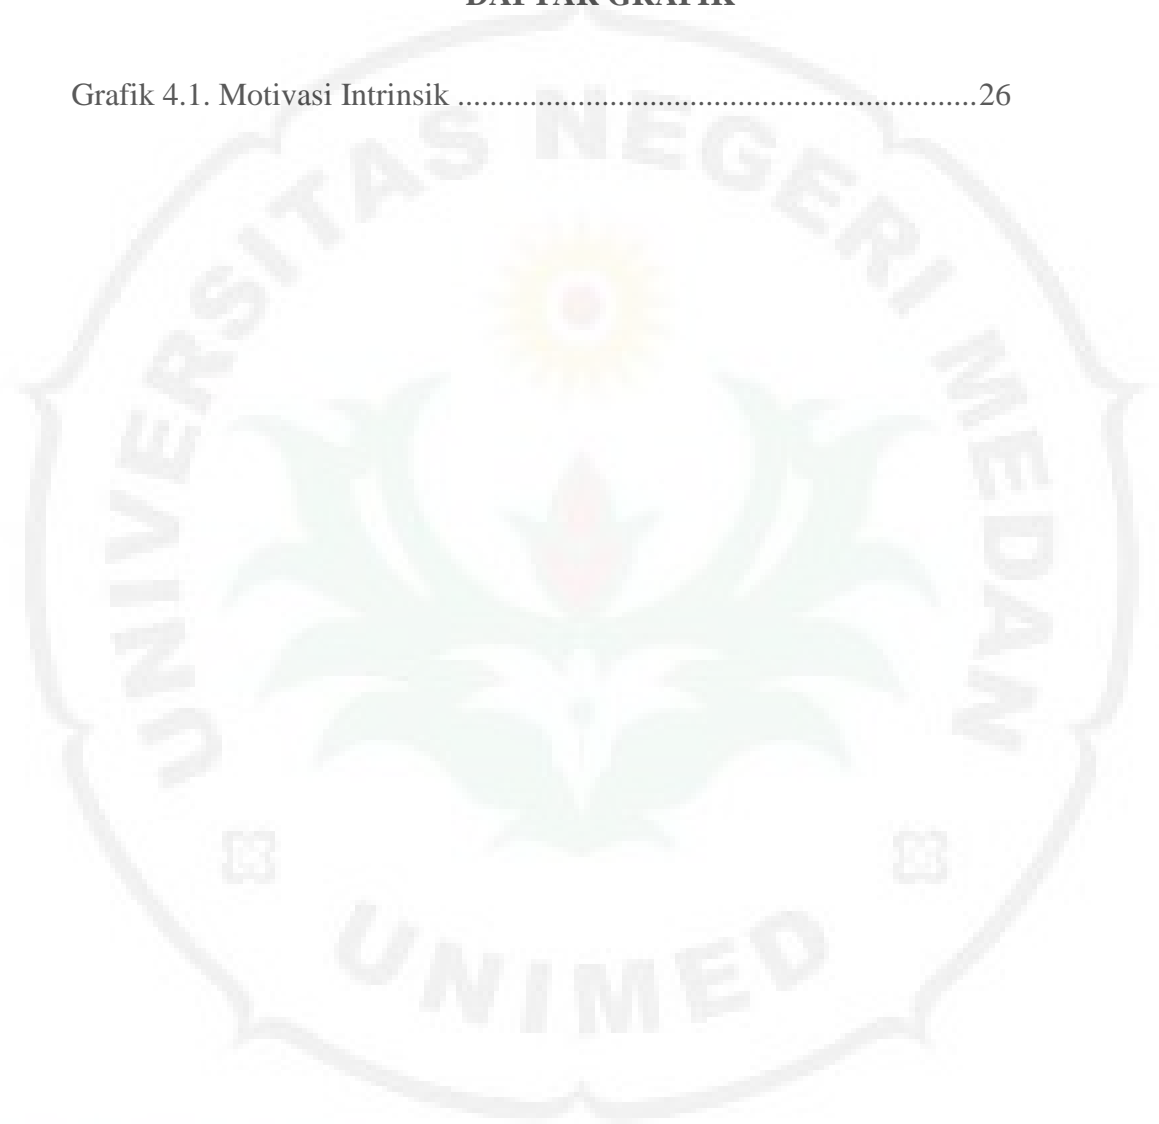 DAFTAR GRAFIK
Grafik 4.1. Motivasi Intrinsik ................................................................26
UNIVERSITAS NEGERI MEDAN
UNIMED